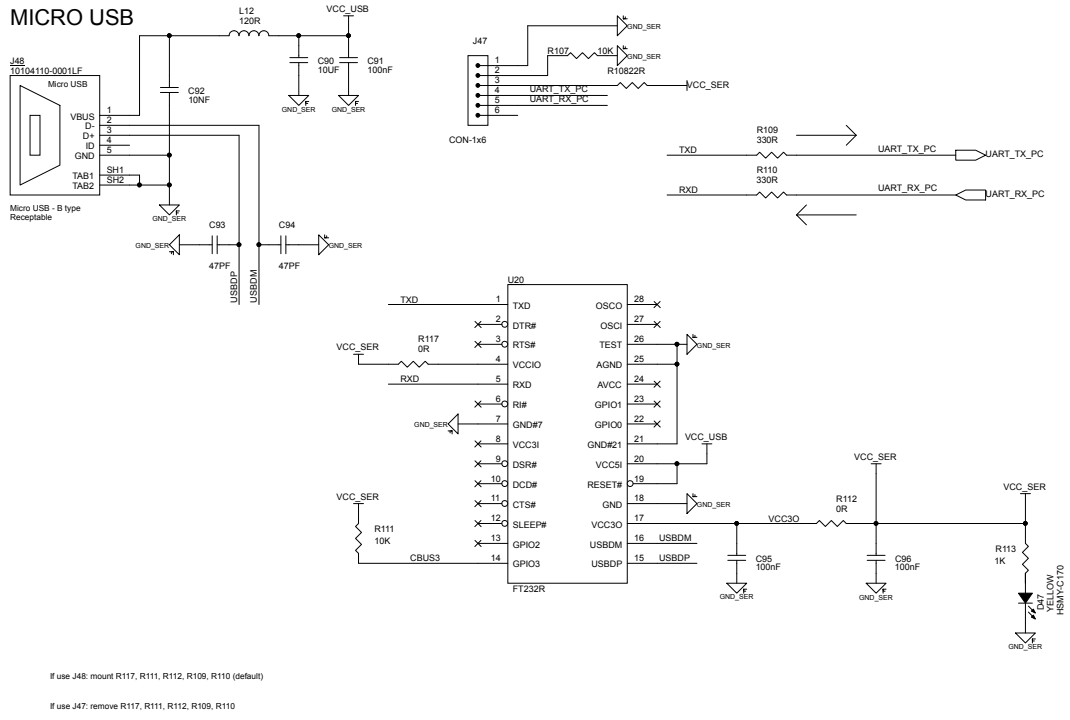 MICRO USB
J48
10104110-0001LF
Micro USB
VBUS 1
D- 2
D+ 3
ID 4
GND 5
TAB1 SH1
TAB2 SH2
Micro USB - B type
Receptable
L12
120R
VCC_USB
C92
10NF
C90
10UF
C91
100nF
GND_SER
GND_SER
GND_SER
C93
47PF
C94
47PF
GND_SER
GND_SER
USBDP
USBDM
J47
1
2
3
4
5
6
CON-1x6
GND_SER
R107 10K GND_SER
R10822R
VCC_SER
UART_TX_PC
UART_RX_PC
R109
330R
TXD UART_TX_PC UART_TX_PC
R110
330R
RXD UART_RX_PC UART_RX_PC
U20
TXD 1 TXD
2 DTR#
3 RTS#
VCC_SER R117
0R
4 VCCIO
RXD 5 RXD
6 RI#
GND_SER 7 GND#7
8 VCC3I
9 DSR#
10 DCD#
11 CTS#
12 SLEEP#
13 GPIO2
CBUS3 14 GPIO3
VCC_SER
R111
10K
OSCO 28
OSCI 27
TEST 26
GND_SER
AGND 25
AVCC 24
GPIO1 23
GPIO0 22
GND#21 21
VCC5I 20
VCC_USB
RESET# 19
GND 18 GND_SER
VCC3O 17
USBDM 16 USBDM
USBDP 15 USBDP
FT232R
VCC3O
R112
0R
VCC_SER
VCC_SER
C95
100nF
GND_SER
C96
100nF
GND_SER
R113
1K
D47
YELLOW
HSMY-C170
GND_SER
If use J48: mount R117, R111, R112, R109, R110 (default)
If use J47: remove R117, R111, R112, R109, R110